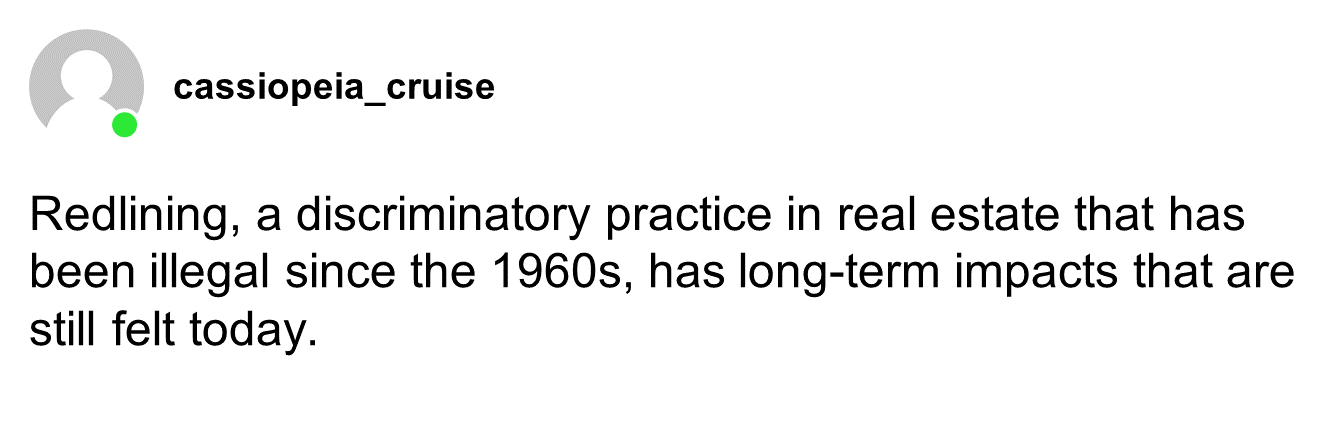 cassiopeia_cruise
Redlining, a discriminatory practice in real estate that has
been illegal since the 1960s, has long-term impacts that are
still felt today.